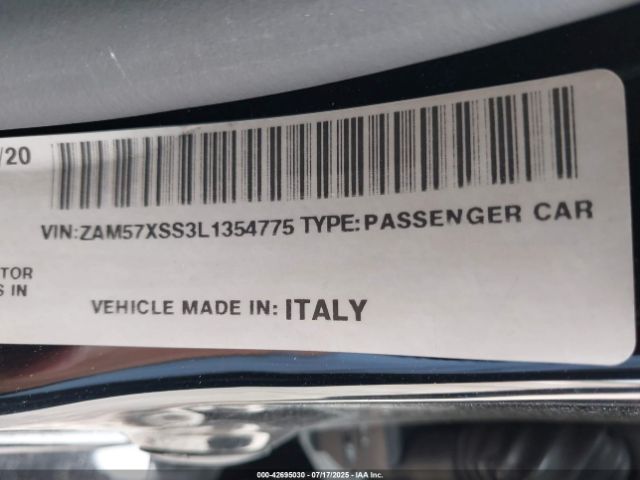 /20
VIN:ZAM57XSS3L1354775 TYPE:PASSENGER CAR
TOR
S IN
VEHICLE MADE IN: ITALY
000-42695030 - 07/17/2025 - IAA Inc.